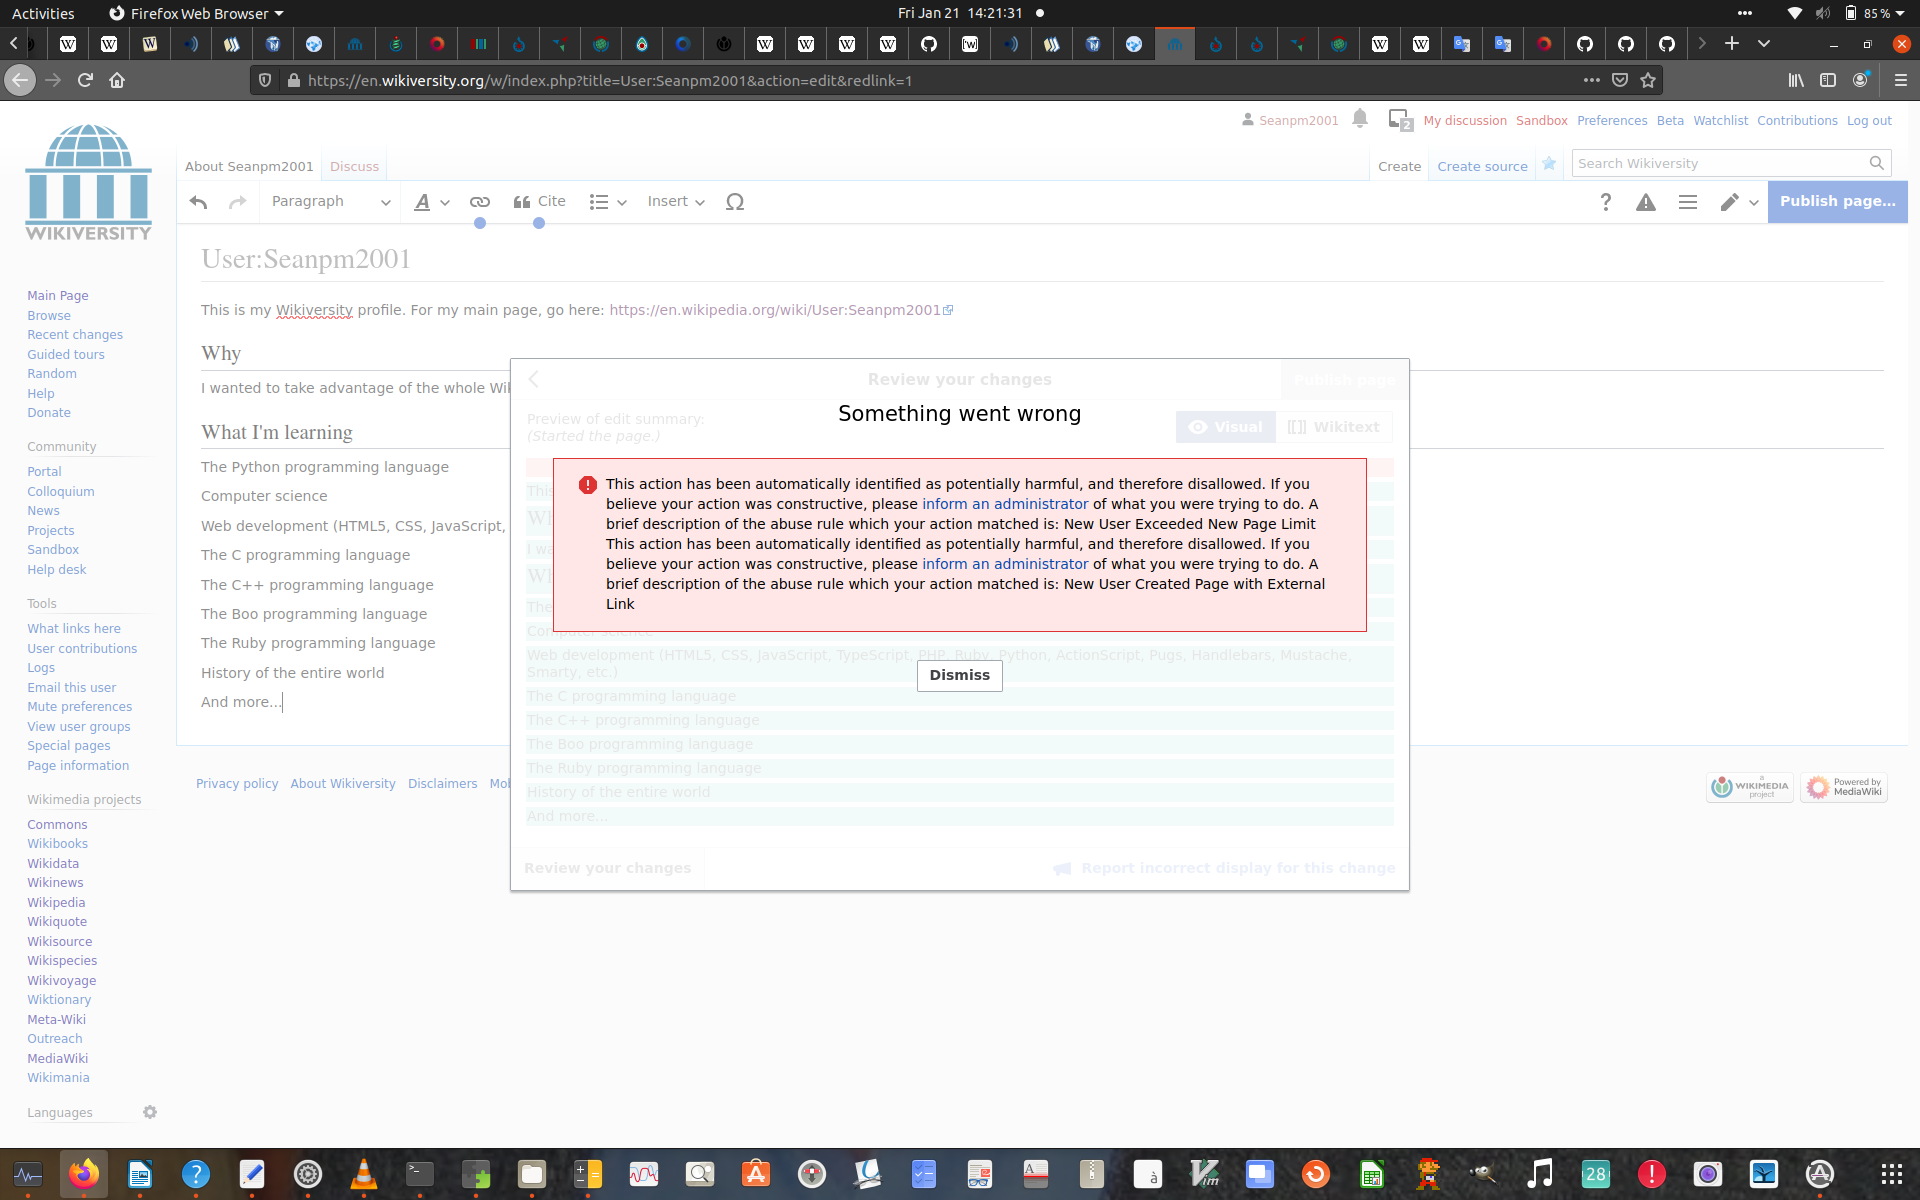 Activities
Firefox Web Browser
Fri Jan 21 14:21:31
85 %
https://en.wikiversity.org/w/index.php?title=User:Seanpm2001&action=edit&redlink=1
Seanpm2001
2
My discussion
Sandbox
Preferences
Beta
Watchlist
Contributions
Log out
WIKIVERSITY
About Seanpm2001
Discuss
Create
Create source
Search Wikiversity
Paragraph
A
Cite
Insert
Ω
?
Publish page...
User:Seanpm2001
This is my Wikiversity profile. For my main page, go here: https://en.wikipedia.org/wiki/User:Seanpm2001
Why
I wanted to take advantage of the whole Wi
What I'm learning
The Python programming language
Computer science
Web development (HTML5, CSS, JavaScript,
The C programming language
The C++ programming language
The Boo programming language
The Ruby programming language
History of the entire world
And more...
Main Page
Browse
Recent changes
Guided tours
Random
Help
Donate
Community
Portal
Colloquium
News
Projects
Sandbox
Help desk
Tools
What links here
User contributions
Logs
Email this user
Mute preferences
View user groups
Special pages
Page information
Wikimedia projects
Commons
Wikibooks
Wikidata
Wikinews
Wikipedia
Wikiquote
Wikisource
Wikispecies
Wikivoyage
Wiktionary
Meta-Wiki
Outreach
MediaWiki
Wikimania
Languages
Review your changes
Publish page
Preview of edit summary:
(Started the page.)
Something went wrong
Visual
[[]] Wikitext
This action has been automatically identified as potentially harmful, and therefore disallowed. If you
believe your action was constructive, please inform an administrator of what you were trying to do. A
brief description of the abuse rule which your action matched is: New User Exceeded New Page Limit
This action has been automatically identified as potentially harmful, and therefore disallowed. If you
believe your action was constructive, please inform an administrator of what you were trying to do. A
brief description of the abuse rule which your action matched is: New User Created Page with External
Link
Computer science
Web development (HTML5, CSS, JavaScript, TypeScript, PHP, Ruby, Python, ActionScript, Pugs, Handlebars, Mustache,
Smarty, etc.)
Dismiss
The C programming language
The C++ programming language
The Boo programming language
The Ruby programming language
History of the entire world
And more...
Review your changes
Report incorrect display for this change
Privacy policy
About Wikiversity
Disclaimers
Mob
a
WIKIMEDIA
project
Powered by
MediaWiki
28